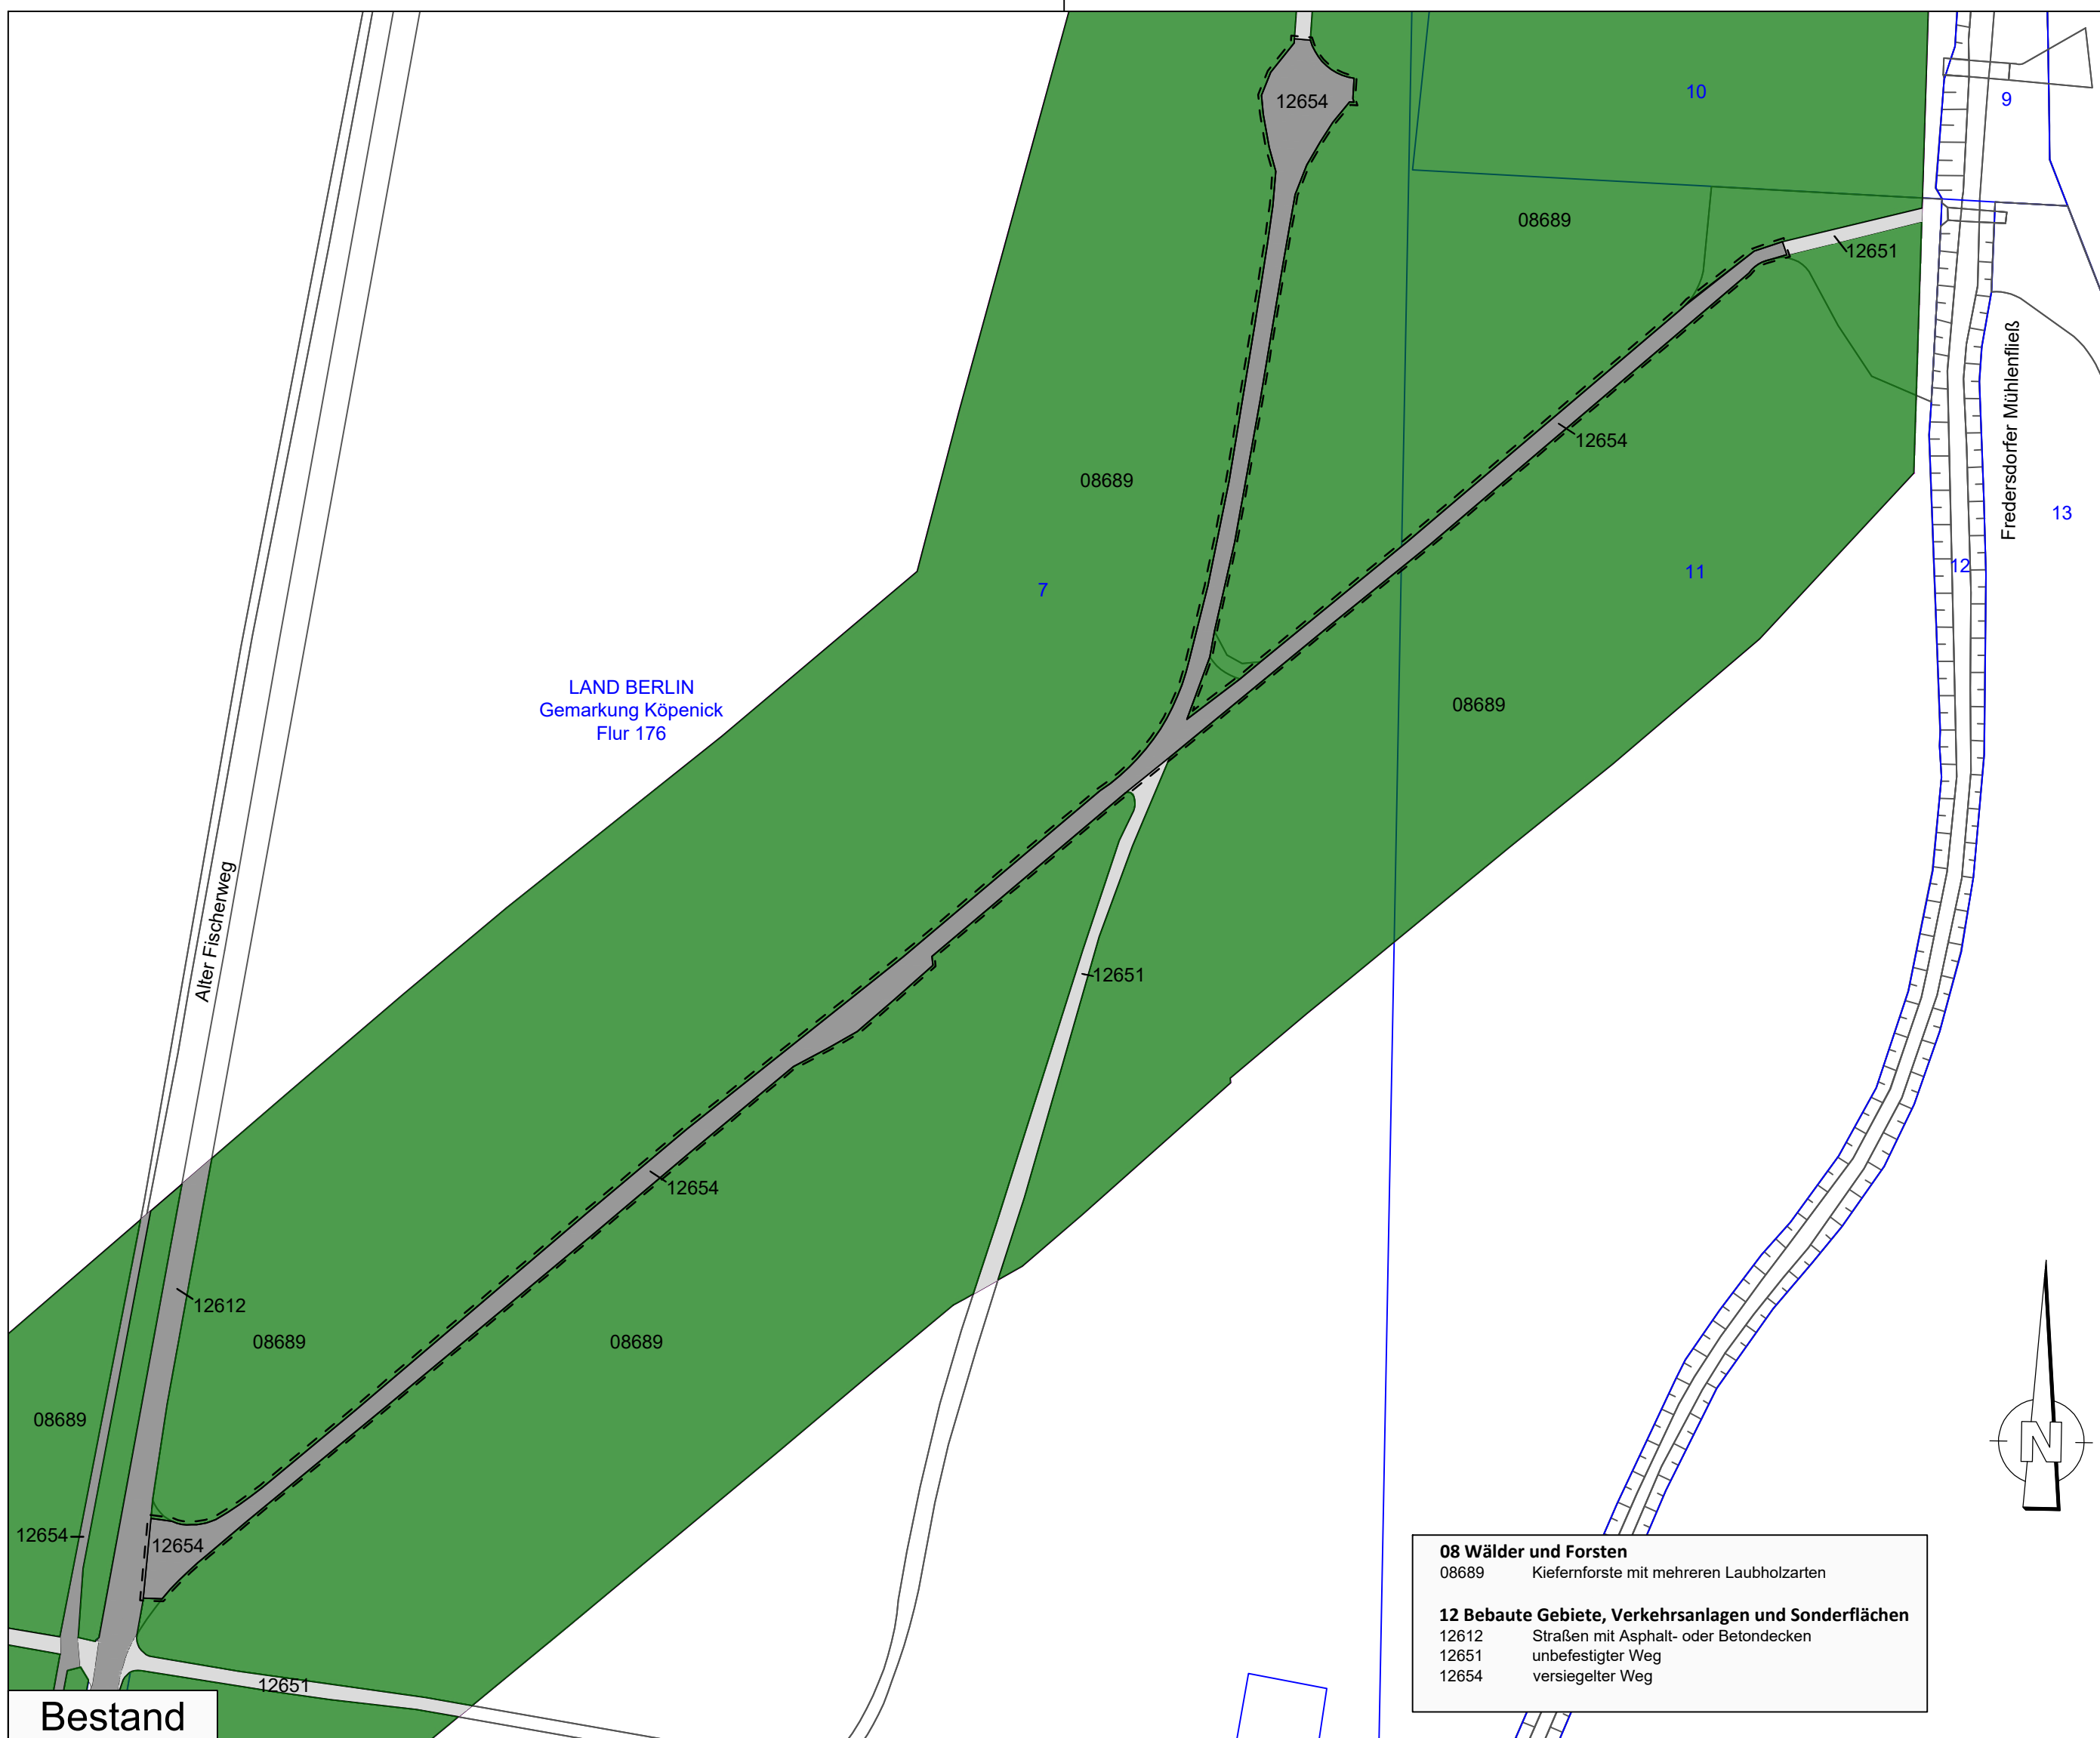 12654
10
9
08689
12651
Fredersdorfer Mühlenfließ
12654
08689
13
12
11
7
LAND BERLIN
Gemarkung Köpenick
Flur 176
08689
Alter Fischerweg
12651
12654
12612
08689
08689
08689
N
12654
12654
12651
Bestand
08 Wälder und Forsten
08689 Kiefernforste mit mehreren Laubholzarten
12 Bebaute Gebiete, Verkehrsanlagen und Sonderflächen
12612 Straßen mit Asphalt- oder Betondecken
12651 unbefestigter Weg
12654 versiegelter Weg